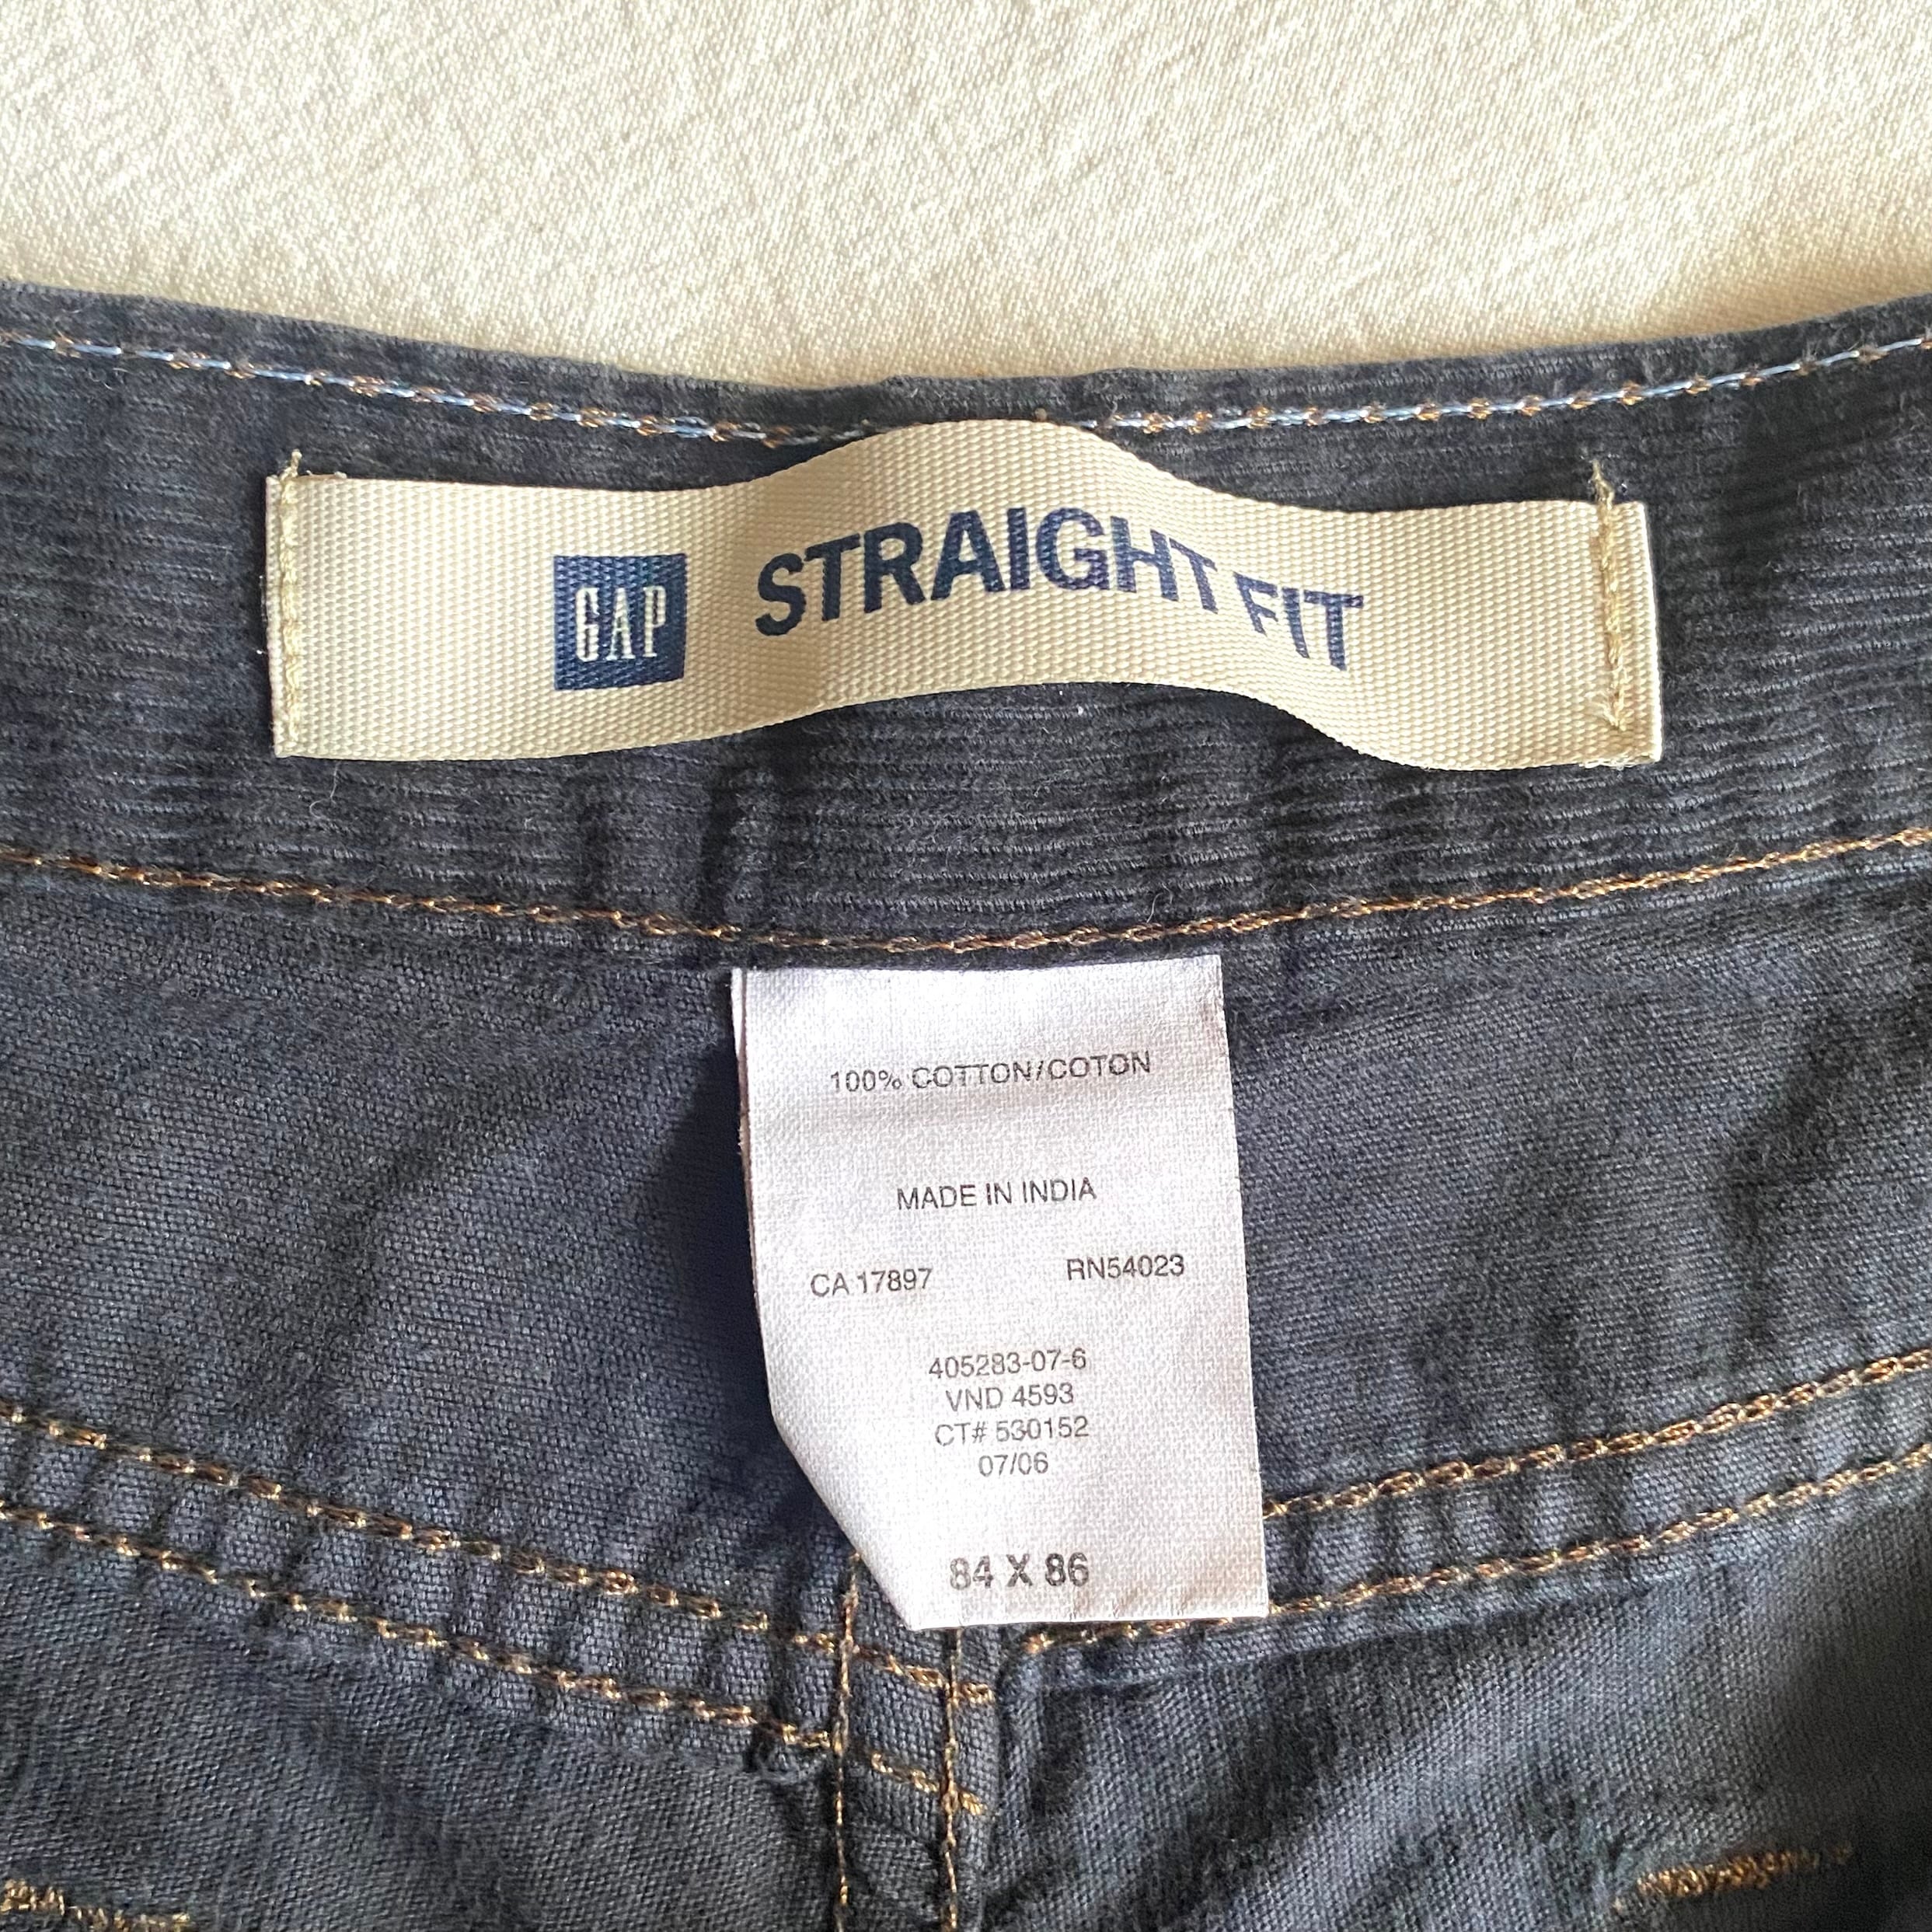 GAP STRAIGHT FIT
100% COTTON/COTON
MADE IN INDIA
CA 17897 RN54023
405283-07-6
VND 4593
CT# 530152
07/06
84 X 86